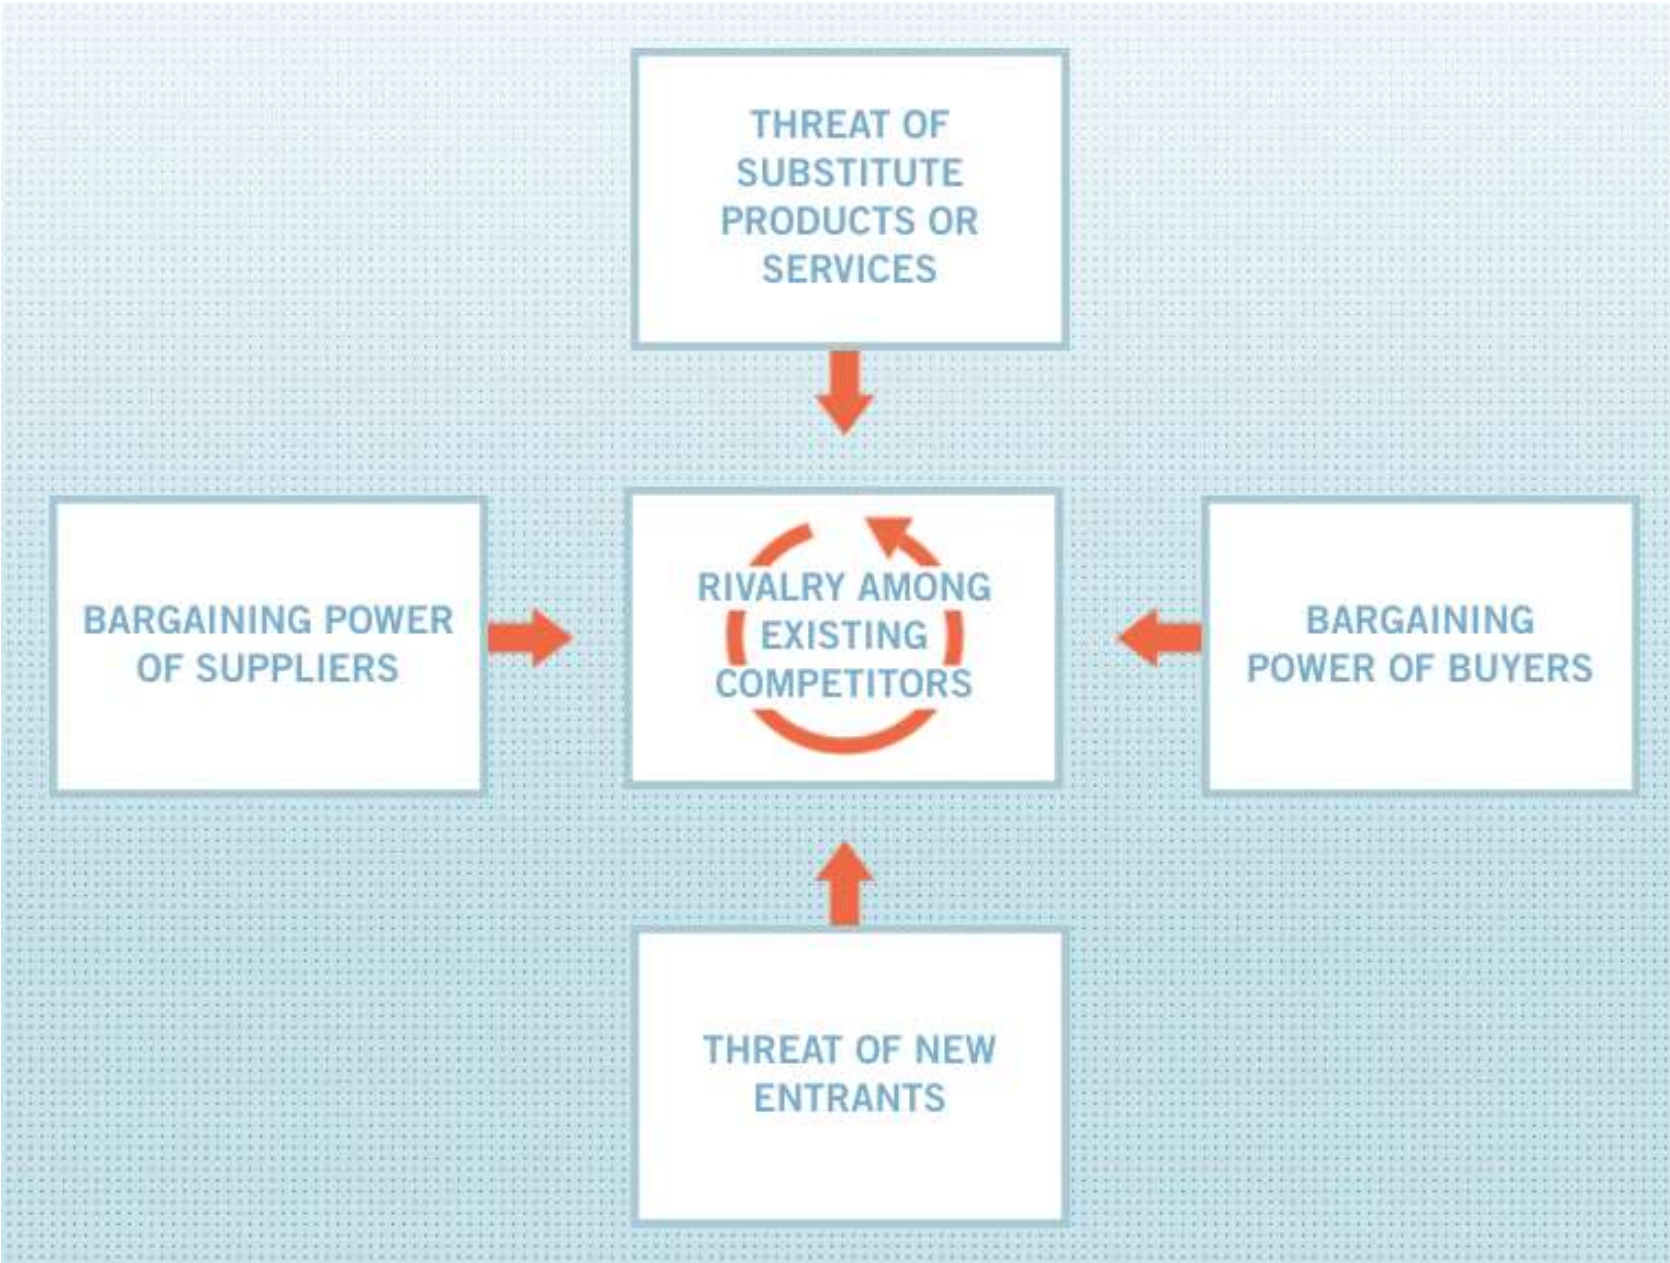 THREAT OF
SUBSTITUTE
PRODUCTS OR
SERVICES
BARGAINING POWER
OF SUPPLIERS
RIVALRY AMONG
EXISTING
COMPETITORS
BARGAINING
POWER OF BUYERS
THREAT OF NEW
ENTRANTS